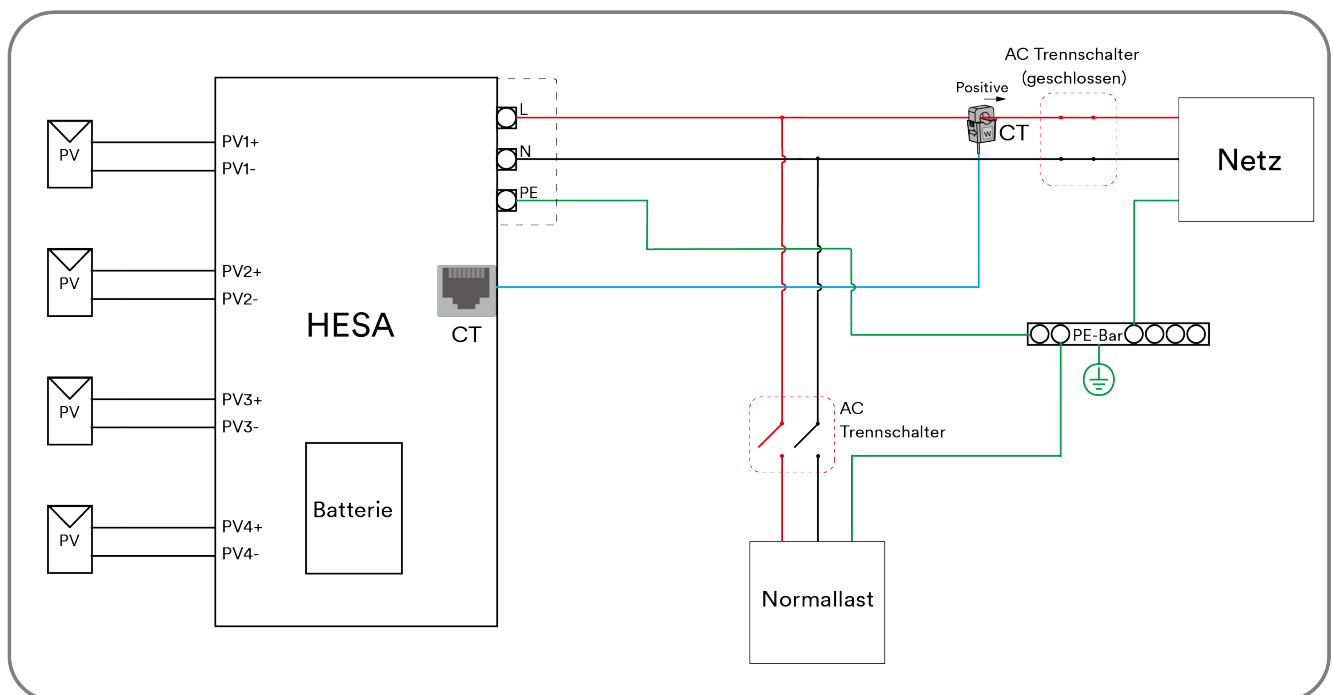 AC Trennschalter
(geschlossen)
Positive
CT
Netz
L
N
PE
PV
PV1+
PV1-
PV
PV2+
PV2-
HESA
CT
PE-Bar
PV
PV3+
PV3-
AC
Trennschalter
Batterie
PV
PV4+
PV4-
Normallast
W